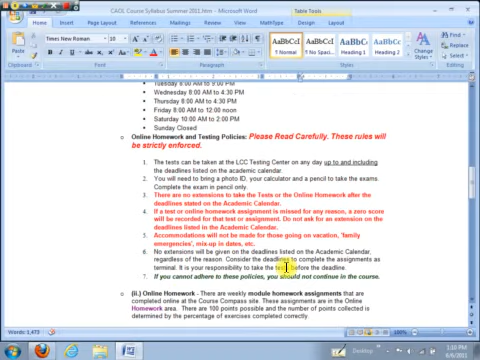 CAOL Course Syllabus Summer 2011.htm - Microsoft Word
Table Tools
Home Insert Page Layout References Mailings Review View MathType Design Layout
Paste
Clipboard
Times New Roman
Font
Paragraph
AaBbCcI AaBbCcI AaBbC AaBbCc
¶ Normal ¶ No Spaci... Heading 1 Heading 2
Change Styles
Styles
Editing
Tuesday 8:00 AM to 5:00 PM
Wednesday 8:00 AM to 4:30 PM
Thursday 8:00 AM to 4:30 PM
Friday 8:00 AM to 12:00 noon
Saturday 10:00 AM to 2:00 PM
Sunday Closed
Online Homework and Testing Policies: Please Read Carefully. These rules will
be strictly enforced.
1. The tests can be taken at the LCC Testing Center on any day up to and including
the deadlines listed on the academic calendar.
2. You will need to bring a photo ID, your calculator and a pencil to take the exams.
Complete the exam in pencil only.
3. There are no extensions to take the Tests or the Online Homework after the
deadlines stated on the Academic Calendar.
4. If a test or online homework assignment is missed for any reason, a zero score
will be recorded for that test or assignment. Do not ask for an extension on the
deadlines listed in the Academic Calendar.
5. Accommodations will not be made for those going on vacation, 'family
emergencies', mix-up in dates, etc.
6. No extensions will be given on the deadlines listed on the Academic Calendar,
regardless of the reason. Consider the deadlines to complete the assignments as
terminal. It is your responsibility to take the tests before the deadline.
7. If you cannot adhere to these policies, you should not continue in the course.
(ii.) Online Homework - There are weekly module homework assignments that are
completed online at the Course Compass site. These assignments are in the Online
Homework area. There are 100 points possible and the number of points collected is
determined by the percentage of exercises completed correctly.
Words: 1,473
100%
Desktop
1:10 PM
6/6/2011